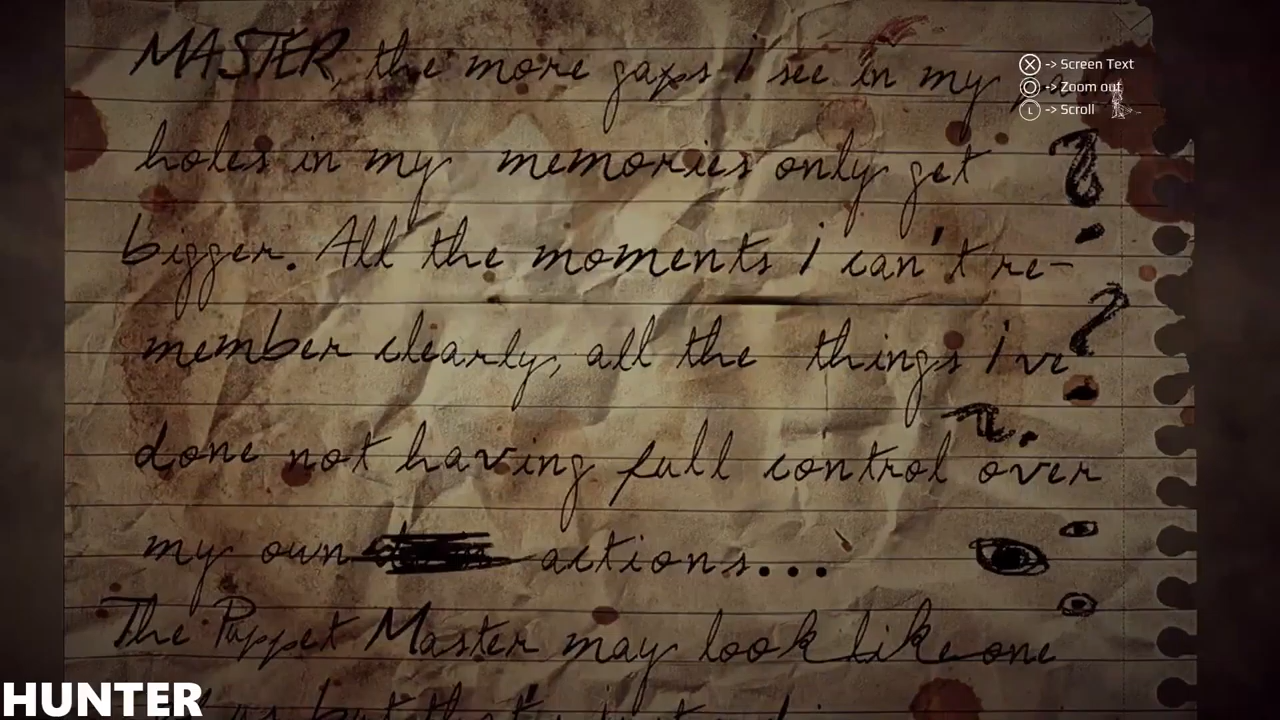 MASTER, the more gaps i see in my
holes in my memories only get
bigger. All the moments i can't re-
member clearly, all the things i've
done not having full control over
my own actions...
The Puppet Master may look like one
-> Screen Text
-> Zoom out
L -> Scroll
HUNTER